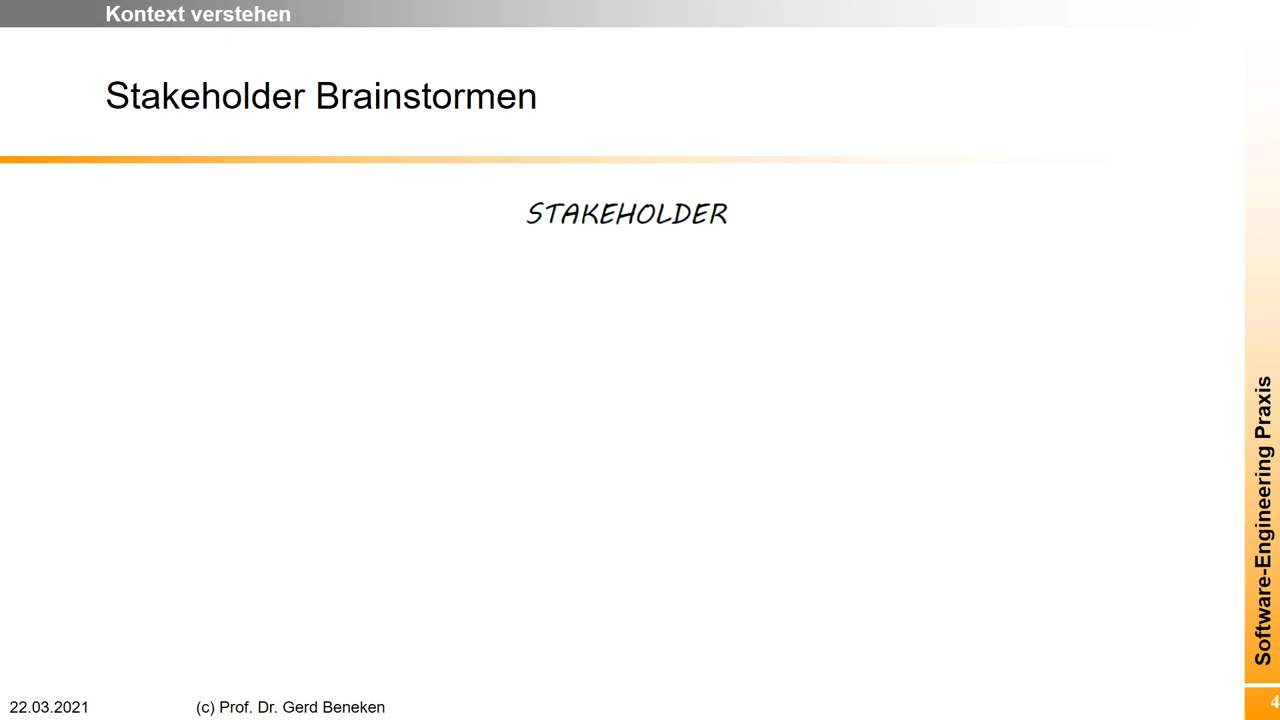 Kontext verstehen
Stakeholder Brainstormen
STAKEHOLDER
Software-Engineering Praxis
22.03.2021
(c) Prof. Dr. Gerd Beneken
4